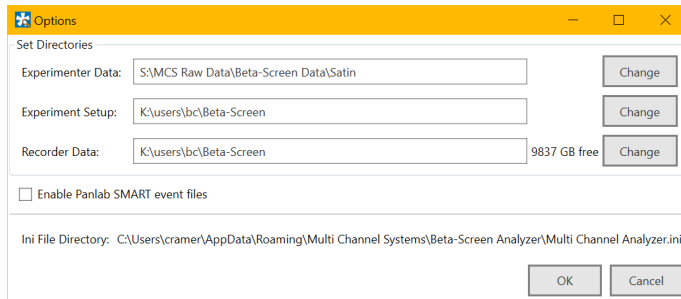 Options
Set Directories
Experimenter Data: S:\MCS Raw Data\Beta-Screen Data\Satin Change
Experiment Setup: K:\users\bc\Beta-Screen Change
Recorder Data: K:\users\bc\Beta-Screen 9837 GB free Change
Enable Panlab SMART event files
Ini File Directory: C:\Users\cramer\AppData\Roaming\Multi Channel Systems\Beta-Screen Analyzer\Multi Channel Analyzer.ini
OK Cancel